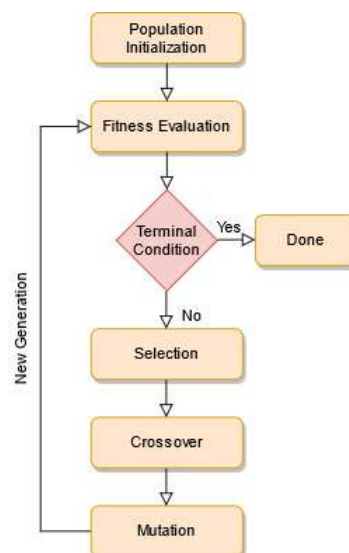 Population
Initialization
Fitness Evaluation
Terminal
Condition
Yes
Done
No
Selection
Crossover
Mutation
New Generation